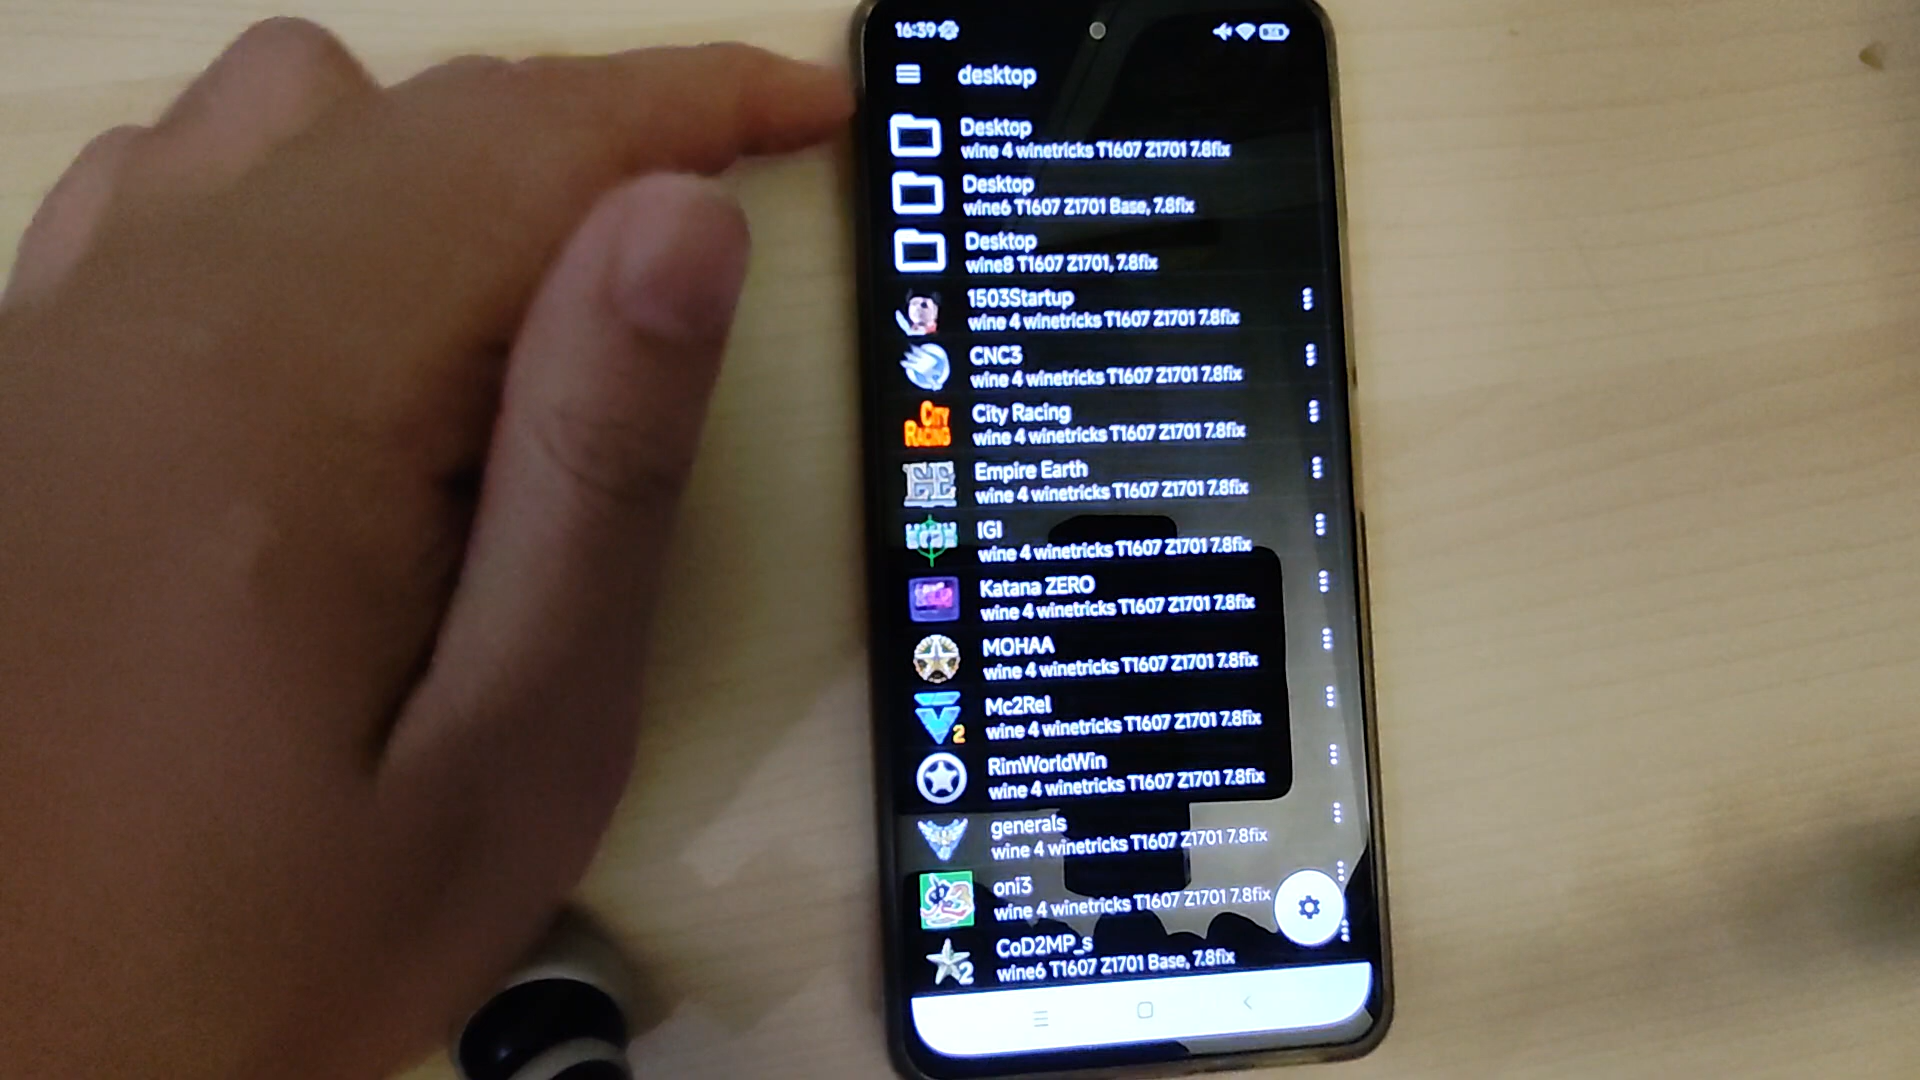 16:39
desktop
Desktop
wine 4 winetricks T1607 Z1701 7.8fix
Desktop
wine6 T1607 Z1701 Base, 7.8fix
Desktop
wine8 T1607 Z1701, 7.8fix
1503Startup
wine 4 winetricks T1607 Z1701 7.8fix
CNC3
wine 4 winetricks T1607 Z1701 7.8fix
CITY RACING
City Racing
wine 4 winetricks T1607 Z1701 7.8fix
EE
Empire Earth
wine 4 winetricks T1607 Z1701 7.8fix
IGI
wine 4 winetricks T1607 Z1701 7.8fix
Katana ZERO
wine 4 winetricks T1607 Z1701 7.8fix
MOHAA
wine 4 winetricks T1607 Z1701 7.8fix
2
Mc2Rel
wine 4 winetricks T1607 Z1701 7.8fix
RimWorldWin
wine 4 winetricks T1607 Z1701 7.8fix
generals
wine 4 winetricks T1607 Z1701 7.8fix
oni3
wine 4 winetricks T1607 Z1701 7.8fix
2
CoD2MP_s
wine6 T1607 Z1701 Base, 7.8fix